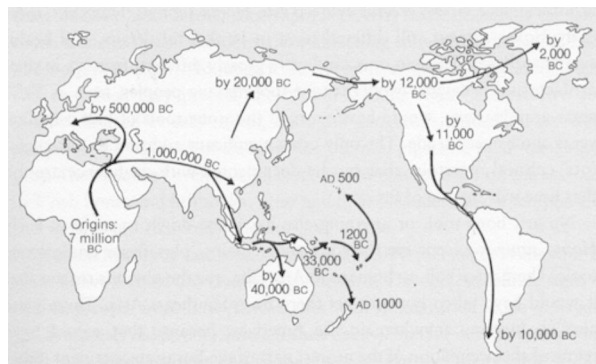 by
2,000
BC
by 20,000 BC
by 12,000
BC
by 500,000 BC
by
11,000
BC
1,000,000 BC
AD 500
Origins:
7 million
BC
1200
BC
33,000
BC
by
40,000 BC
AD 1000
by 10,000 BC